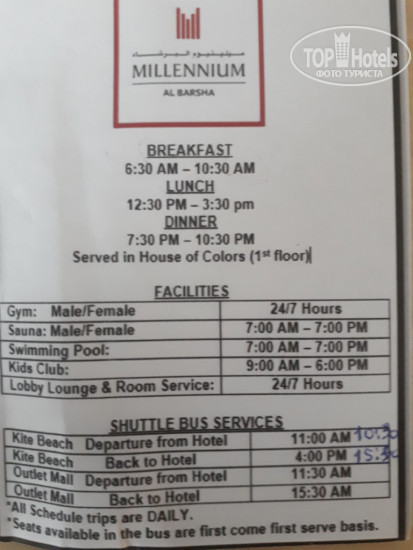 TOPHotels
ФОТО ТУРИСТА
ميلينيوم البرشاء
MILLENNIUM
AL BARSHA
BREAKFAST
6:30 AM – 10:30 AM
LUNCH
12:30 PM – 3:30 pm
DINNER
7:30 PM – 10:30 PM
Served in House of Colors (1st floor)
FACILITIES
Gym: Male/Female 24/7 Hours
Sauna: Male/Female 7:00 AM – 7:00 PM
Swimming Pool: 7:00 AM – 7:00 PM
Kids Club: 9:00 AM – 6:00 PM
Lobby Lounge & Room Service: 24/7 Hours
SHUTTLE BUS SERVICES
Kite Beach Departure from Hotel 11:00 AM 10:30
Kite Beach Back to Hotel 4:00 PM 15:30
Outlet Mall Departure from Hotel 11:30 AM
Outlet Mall Back to Hotel 15:30 AM
*All Schedule trips are DAILY.
*Seats available in the bus are first come first serve basis.